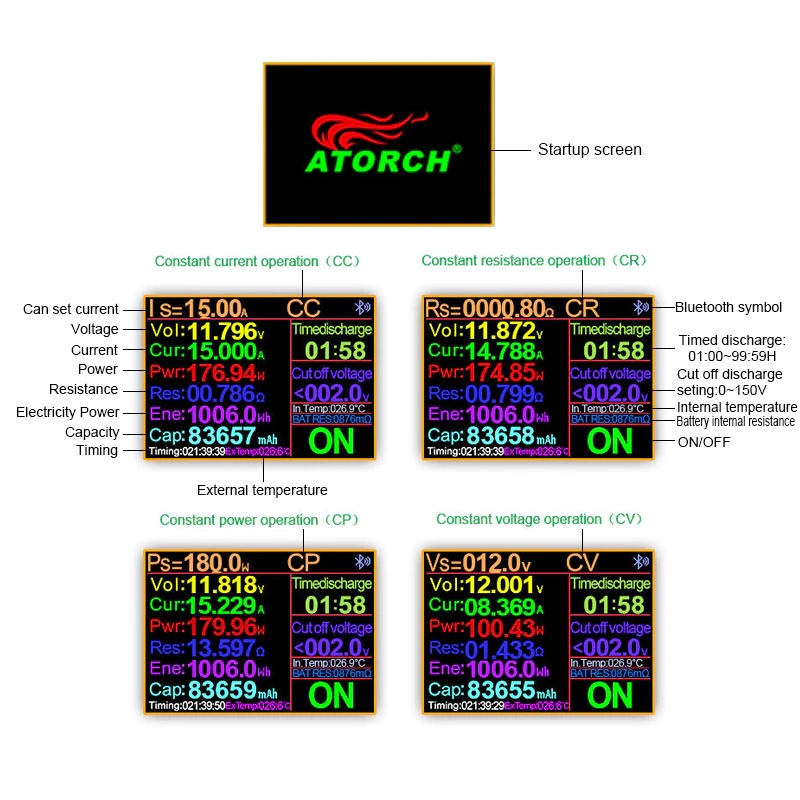 ATORCH®
Startup screen
Constant current operation（CC）
Constant resistance operation（CR）
Can set current
Voltage
Current
Power
Resistance
Electricity Power
Capacity
Timing
I s=15.00A CC
Vol:11.796V
Cur:15.000A
Pwr:176.94W
Res:00.786Ω
Ene:1006.0Wh
Cap:83657mAh
Timing:021:39:39 ExTemp:026.6°C
Timedischarge
01:58
Cut off voltage
<002.0V
In.Temp:026.9°C
BAT RES:0876mΩ
ON
External temperature
Rs=0000.80Ω CR
Vol:11.872V
Cur:14.788A
Pwr:174.85W
Res:00.799Ω
Ene:1006.0Wh
Cap:83658mAh
Timing:021:39:39 ExTemp:026.6°C
Timedischarge
01:58
Cut off voltage
<002.0V
In.Temp:026.9°C
BAT RES:0876mΩ
ON
Bluetooth symbol
Timed discharge:
01:00~99:59H
Cut off discharge
seting:0~150V
Internal temperature
Battery internal resistance
ON/OFF
Constant power operation（CP）
Constant voltage operation（CV）
Ps=180.0W CP
Vol:11.818V
Cur:15.229A
Pwr:179.96W
Res:13.597Ω
Ene:1006.0Wh
Cap:83659mAh
Timing:021:39:50 ExTemp:026.6°C
Timedischarge
01:58
Cut off voltage
<002.0V
In.Temp:026.9°C
BAT RES:0876mΩ
ON
Vs=012.0V CV
Vol:12.001V
Cur:08.369A
Pwr:100.43W
Res:01.433Ω
Ene:1006.0Wh
Cap:83655mAh
Timing:021:39:29 ExTemp:026.6°C
Timedischarge
01:58
Cut off voltage
<002.0V
In.Temp:026.9°C
BAT RES:0876mΩ
ON